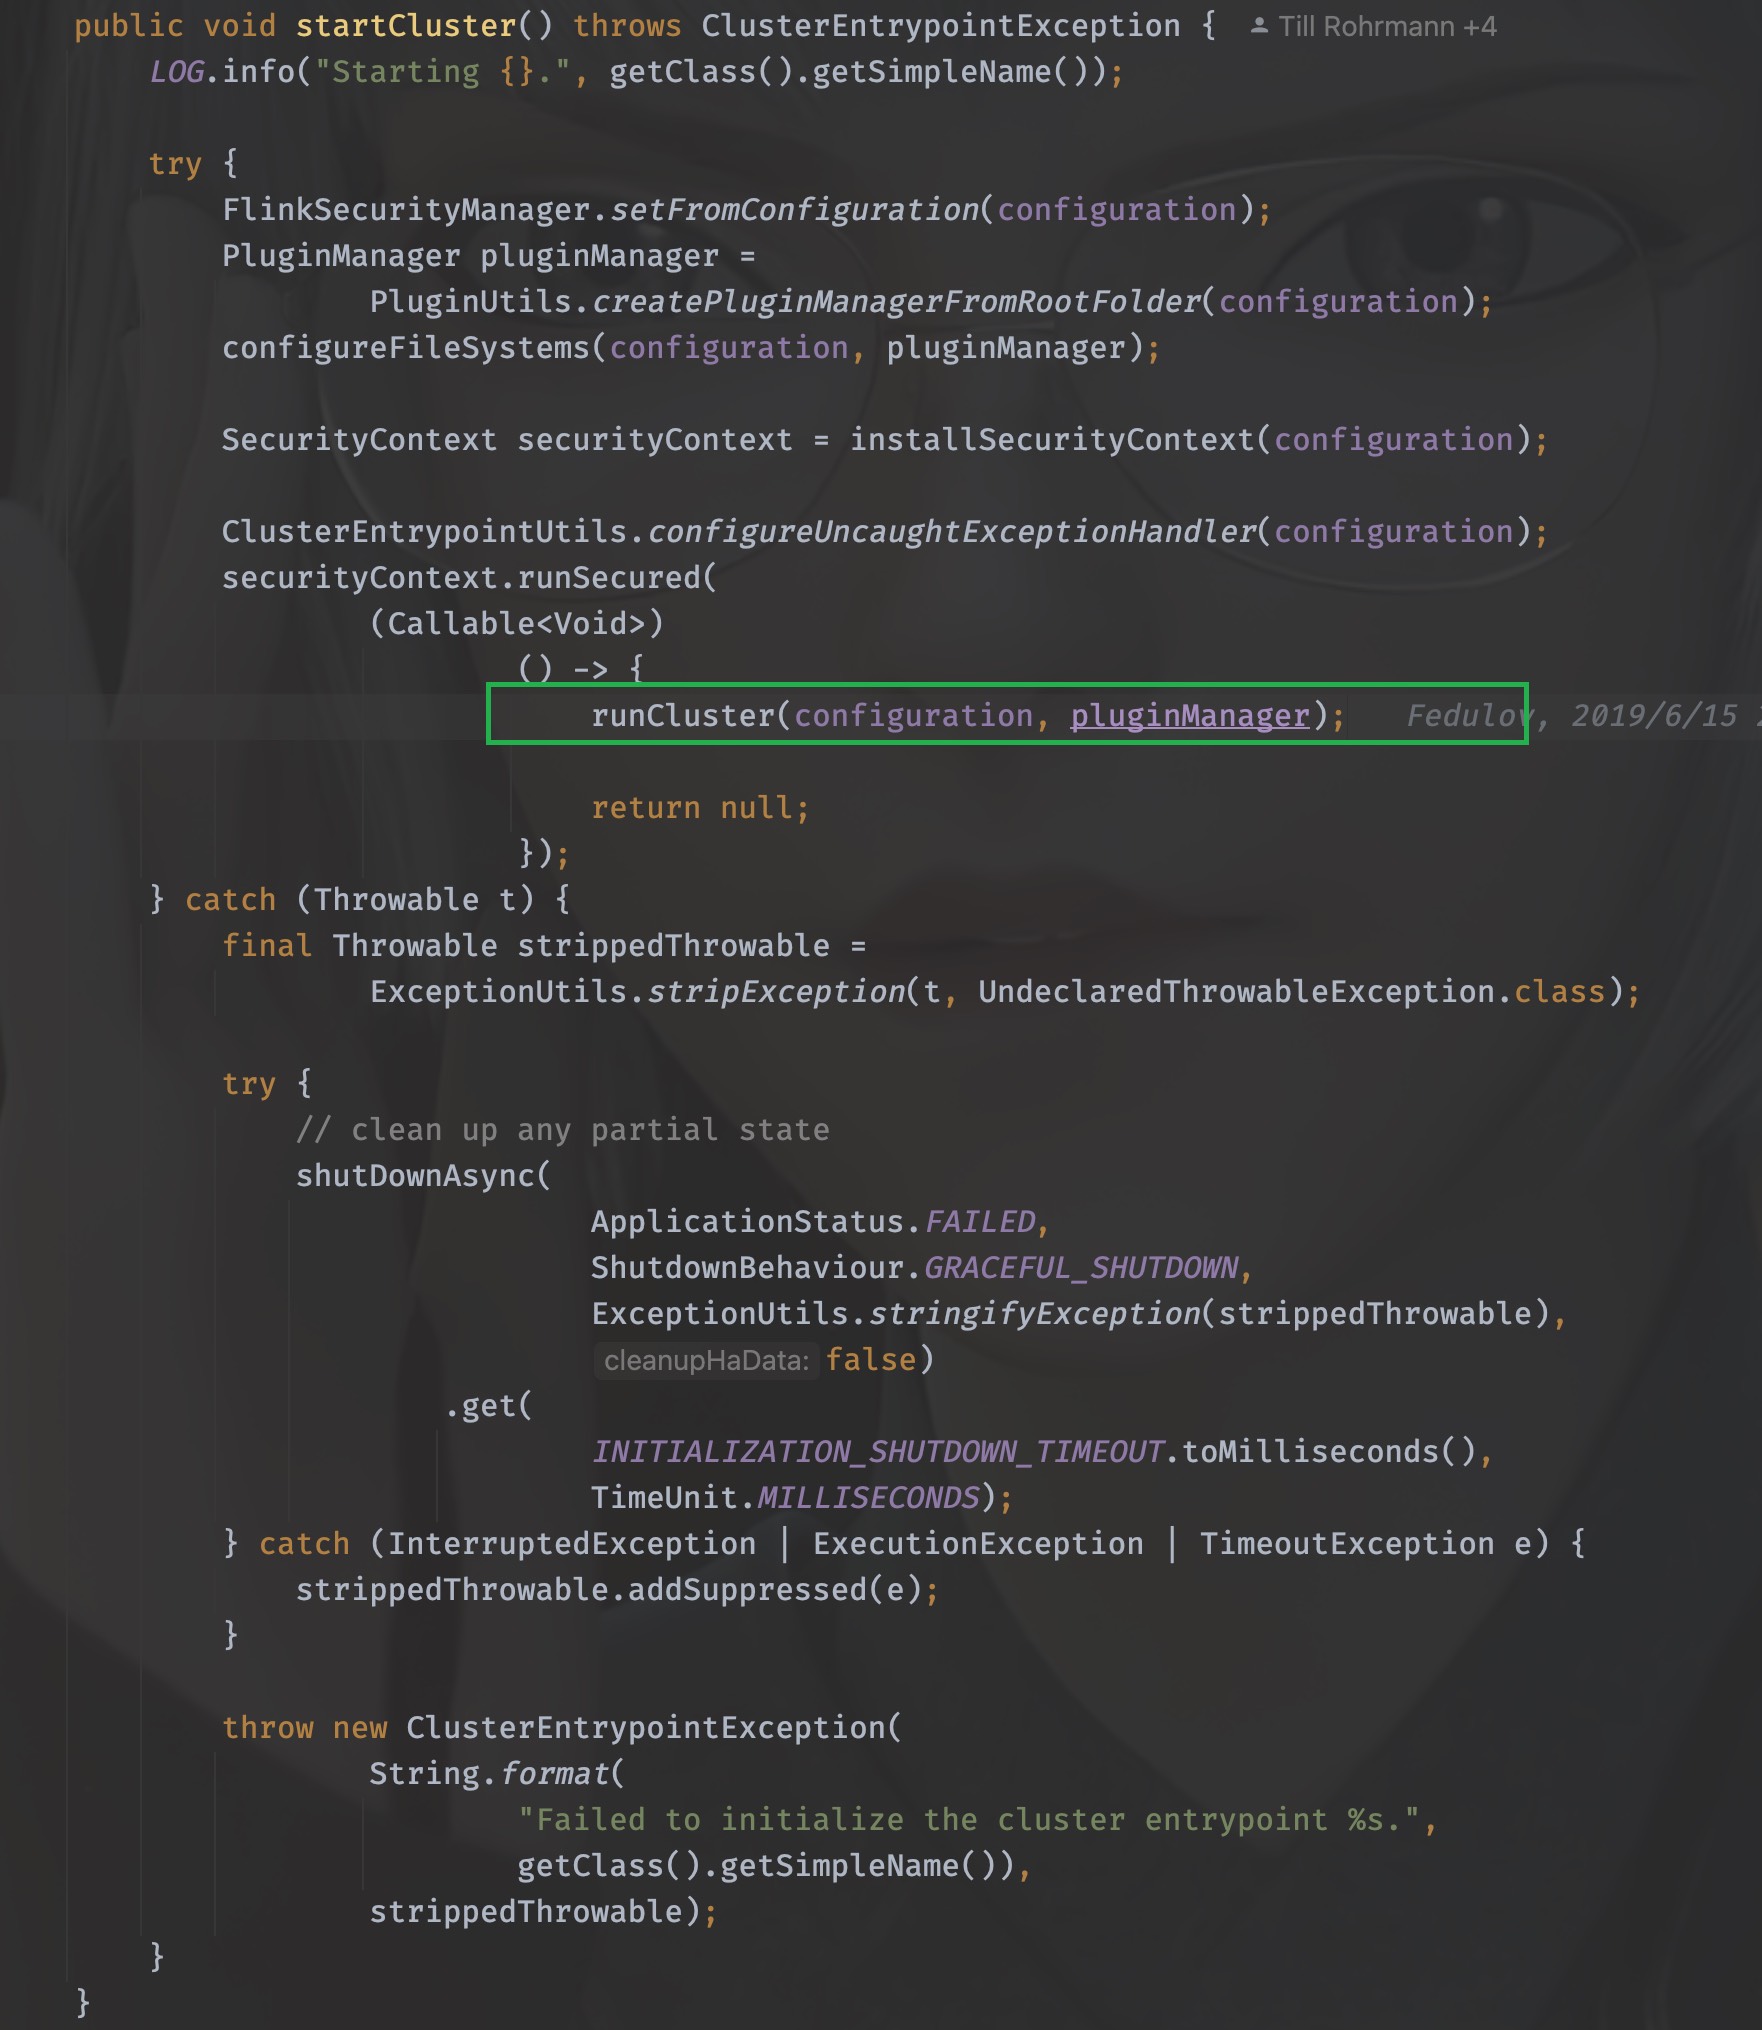 public void startCluster() throws ClusterEntrypointException { Till Rohrmann +4
LOG.info("Starting {}.", getClass().getSimpleName());
try {
FlinkSecurityManager.setFromConfiguration(configuration);
PluginManager pluginManager =
PluginUtils.createPluginManagerFromRootFolder(configuration);
configureFileSystems(configuration, pluginManager);
SecurityContext securityContext = installSecurityContext(configuration);
ClusterEntrypointUtils.configureUncaughtExceptionHandler(configuration);
securityContext.runSecured(
(Callable<Void>)
() -> {
runCluster(configuration, pluginManager); Fedulov, 2019/6/15
return null;
});
} catch (Throwable t) {
final Throwable strippedThrowable =
ExceptionUtils.stripException(t, UndeclaredThrowableException.class);
try {
// clean up any partial state
shutDownAsync(
ApplicationStatus.FAILED,
ShutdownBehaviour.GRACEFUL_SHUTDOWN,
ExceptionUtils.stringifyException(strippedThrowable),
cleanupHaData: false)
.get(
INITIALIZATION_SHUTDOWN_TIMEOUT.toMilliseconds(),
TimeUnit.MILLISECONDS);
} catch (InterruptedException | ExecutionException | TimeoutException e) {
strippedThrowable.addSuppressed(e);
}
throw new ClusterEntrypointException(
String.format(
"Failed to initialize the cluster entrypoint %s.",
getClass().getSimpleName()),
strippedThrowable);
}
}